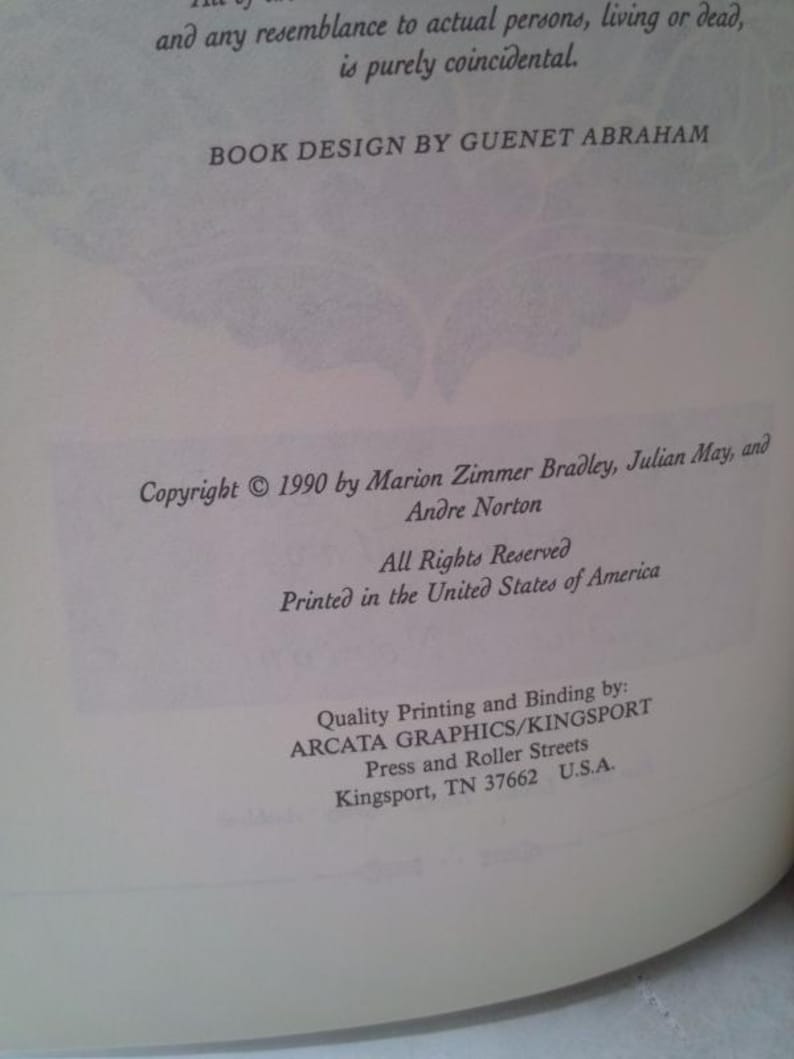 and any resemblance to actual persons, living or dead,
is purely coincidental.
BOOK DESIGN BY GUENET ABRAHAM
Copyright © 1990 by Marion Zimmer Bradley, Julian May, and
Andre Norton
All Rights Reserved
Printed in the United States of America
Quality Printing and Binding by:
ARCATA GRAPHICS/KINGSPORT
Press and Roller Streets
Kingsport, TN 37662 U.S.A.